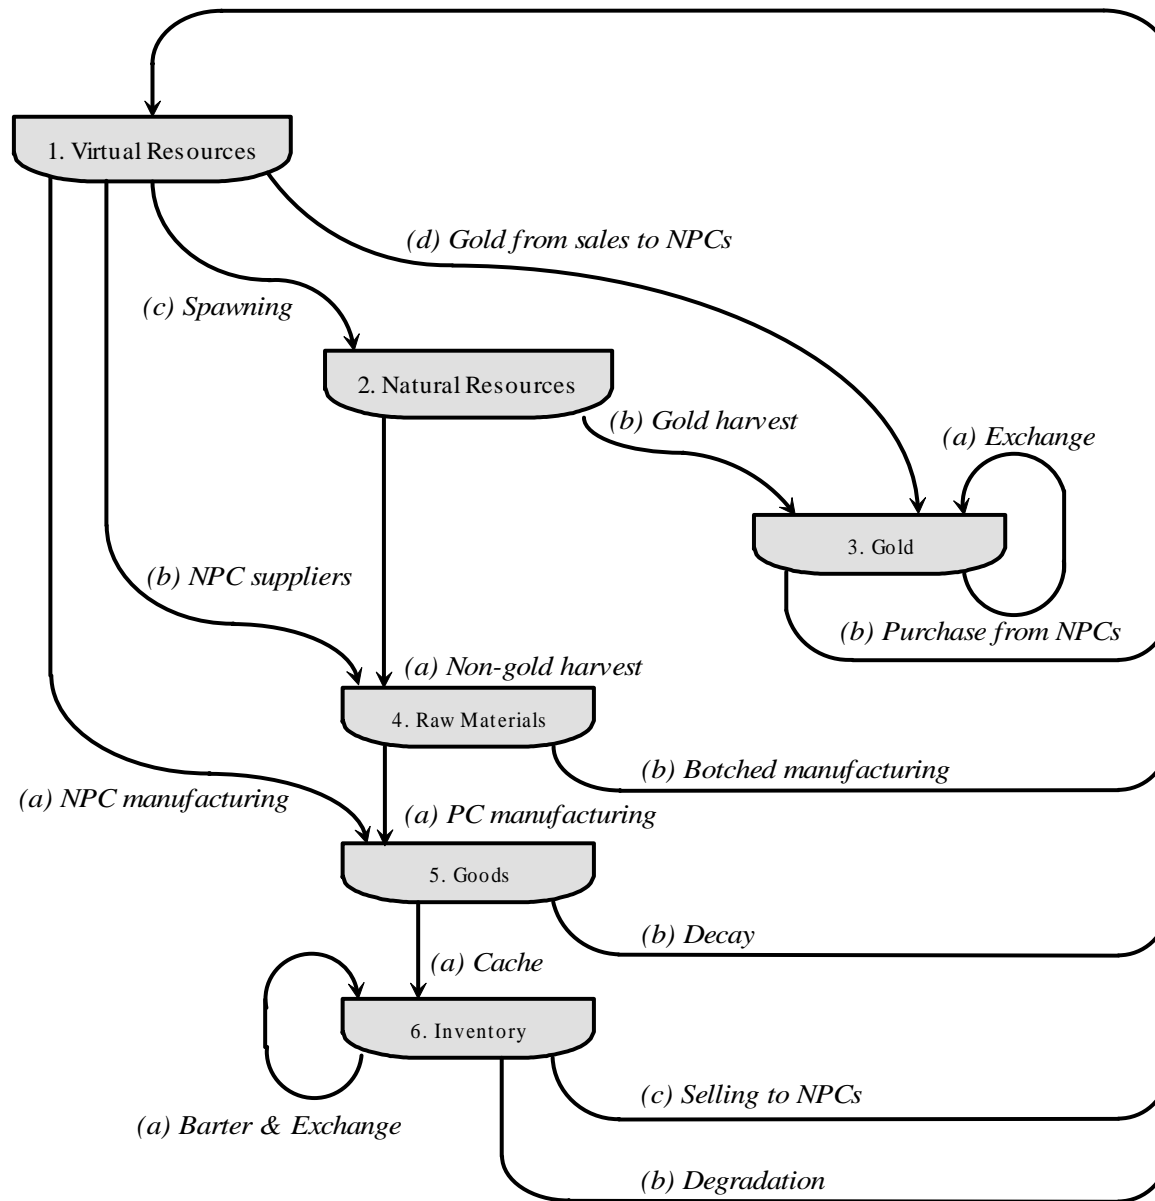 1. Virtual Resources
(d) Gold from sales to NPCs
(c) Spawning
2. Natural Resources
(b) Gold harvest
(a) Exchange
3. Gold
(b) NPC suppliers
(b) Purchase from NPCs
(a) Non-gold harvest
4. Raw Materials
(b) Botched manufacturing
(a) NPC manufacturing
(a) PC manufacturing
5. Goods
(b) Decay
(a) Cache
6. Inventory
(c) Selling to NPCs
(a) Barter & Exchange
(b) Degradation